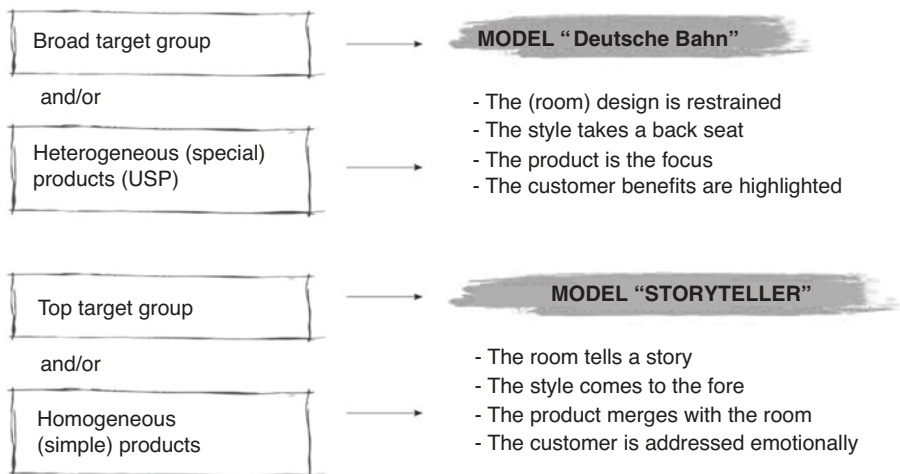 Broad target group
MODEL “Deutsche Bahn”
and/or
- The (room) design is restrained
- The style takes a back seat
Heterogeneous (special)
products (USP)
- The product is the focus
- The customer benefits are highlighted
Top target group
MODEL “STORYTELLER”
and/or
- The room tells a story
- The style comes to the fore
Homogeneous
(simple) products
- The product merges with the room
- The customer is addressed emotionally